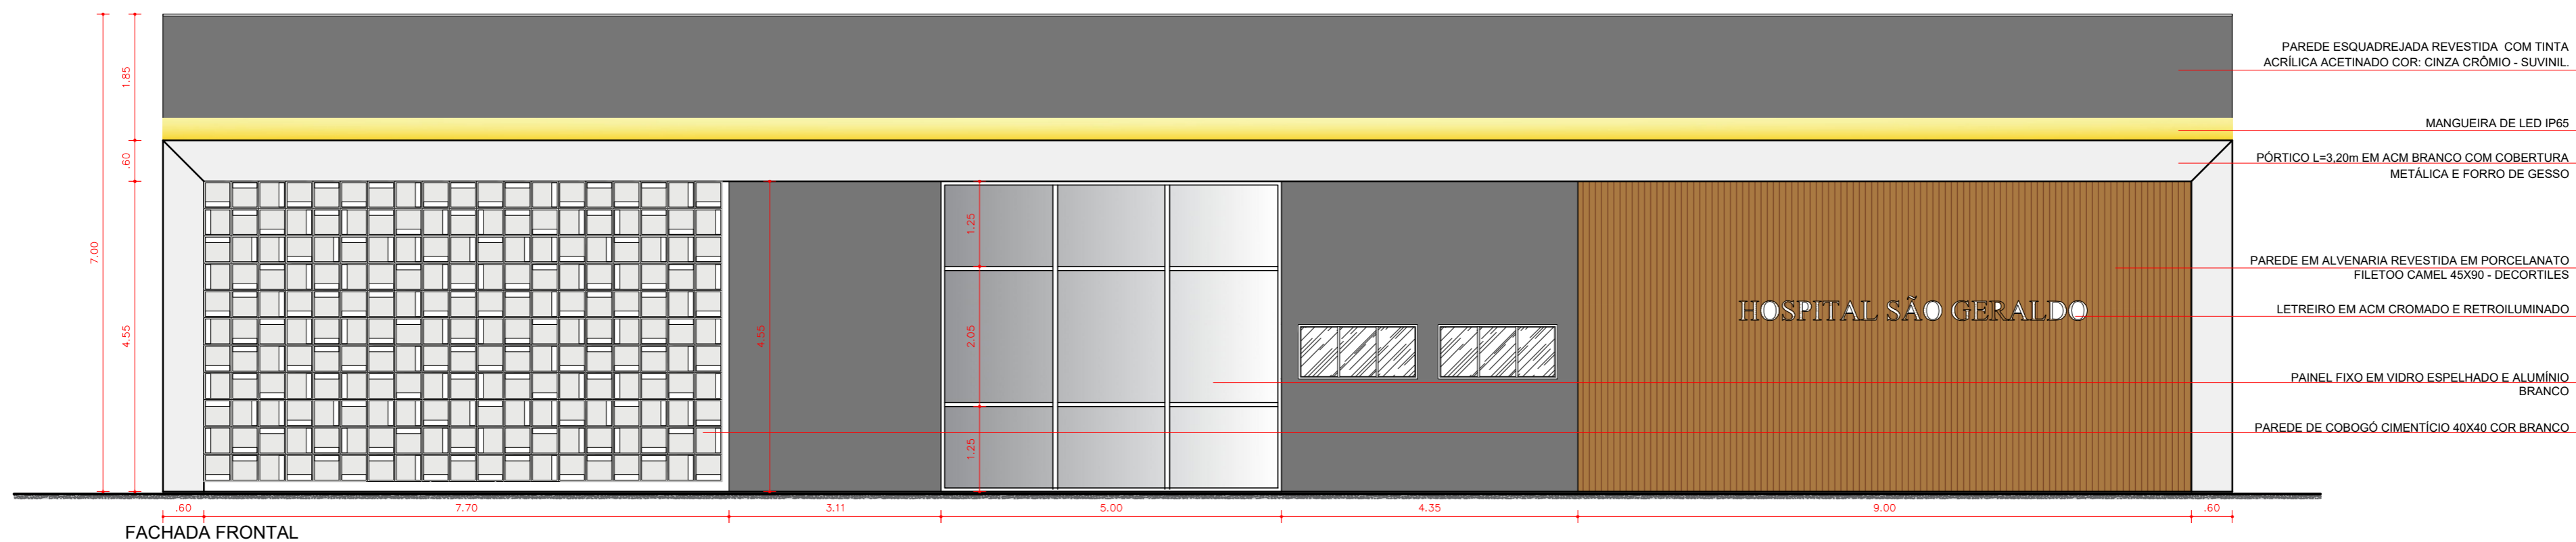 1.85
.60
7.00
4.55
4.55
1.25
2.05
1.25
HOSPITAL SÃO GERALDO
PAREDE ESQUADREJADA REVESTIDA COM TINTA
ACRÍLICA ACETINADO COR: CINZA CRÔMIO - SUVINIL.
MANGUEIRA DE LED IP65
PÓRTICO L=3,20m EM ACM BRANCO COM COBERTURA
METÁLICA E FORRO DE GESSO
PAREDE EM ALVENARIA REVESTIDA EM PORCELANATO
FILETOO CAMEL 45X90 - DECORTILES
LETREIRO EM ACM CROMADO E RETROILUMINADO
PAINEL FIXO EM VIDRO ESPELHADO E ALUMÍNIO
BRANCO
PAREDE DE COBOGÓ CIMENTÍCIO 40X40 COR BRANCO
.60 7.70 3.11 5.00 4.35 9.00 .60
FACHADA FRONTAL